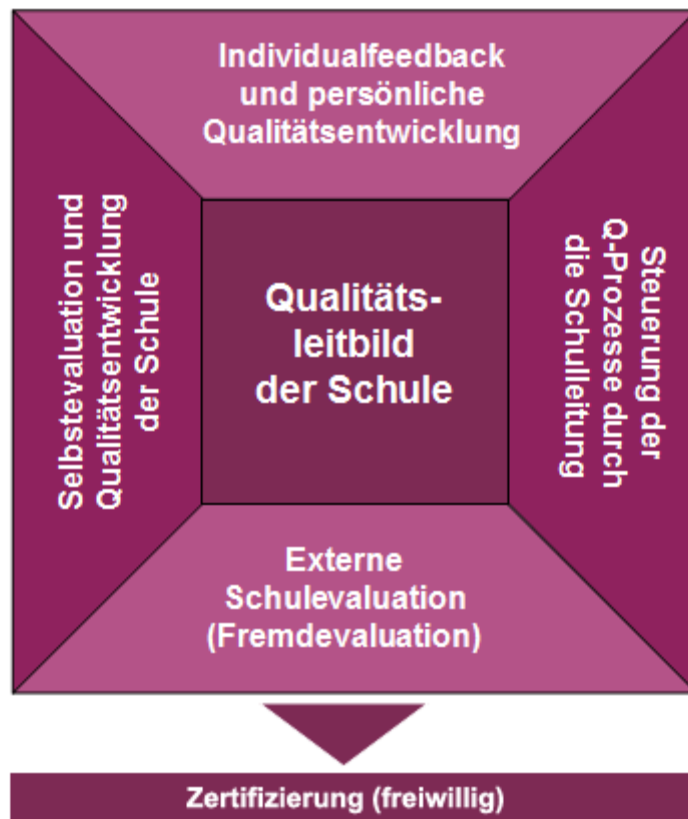 Individualfeedback
und persönliche
Qualitätsentwicklung
Selbstevaluation und
Qualitätsentwicklung
der Schule
Qualitäts-
leitbild
der Schule
Steuerung der
Q-Prozesse durch
die Schulleitung
Externe
Schulevaluation
(Fremdevaluation)
Zertifizierung (freiwillig)